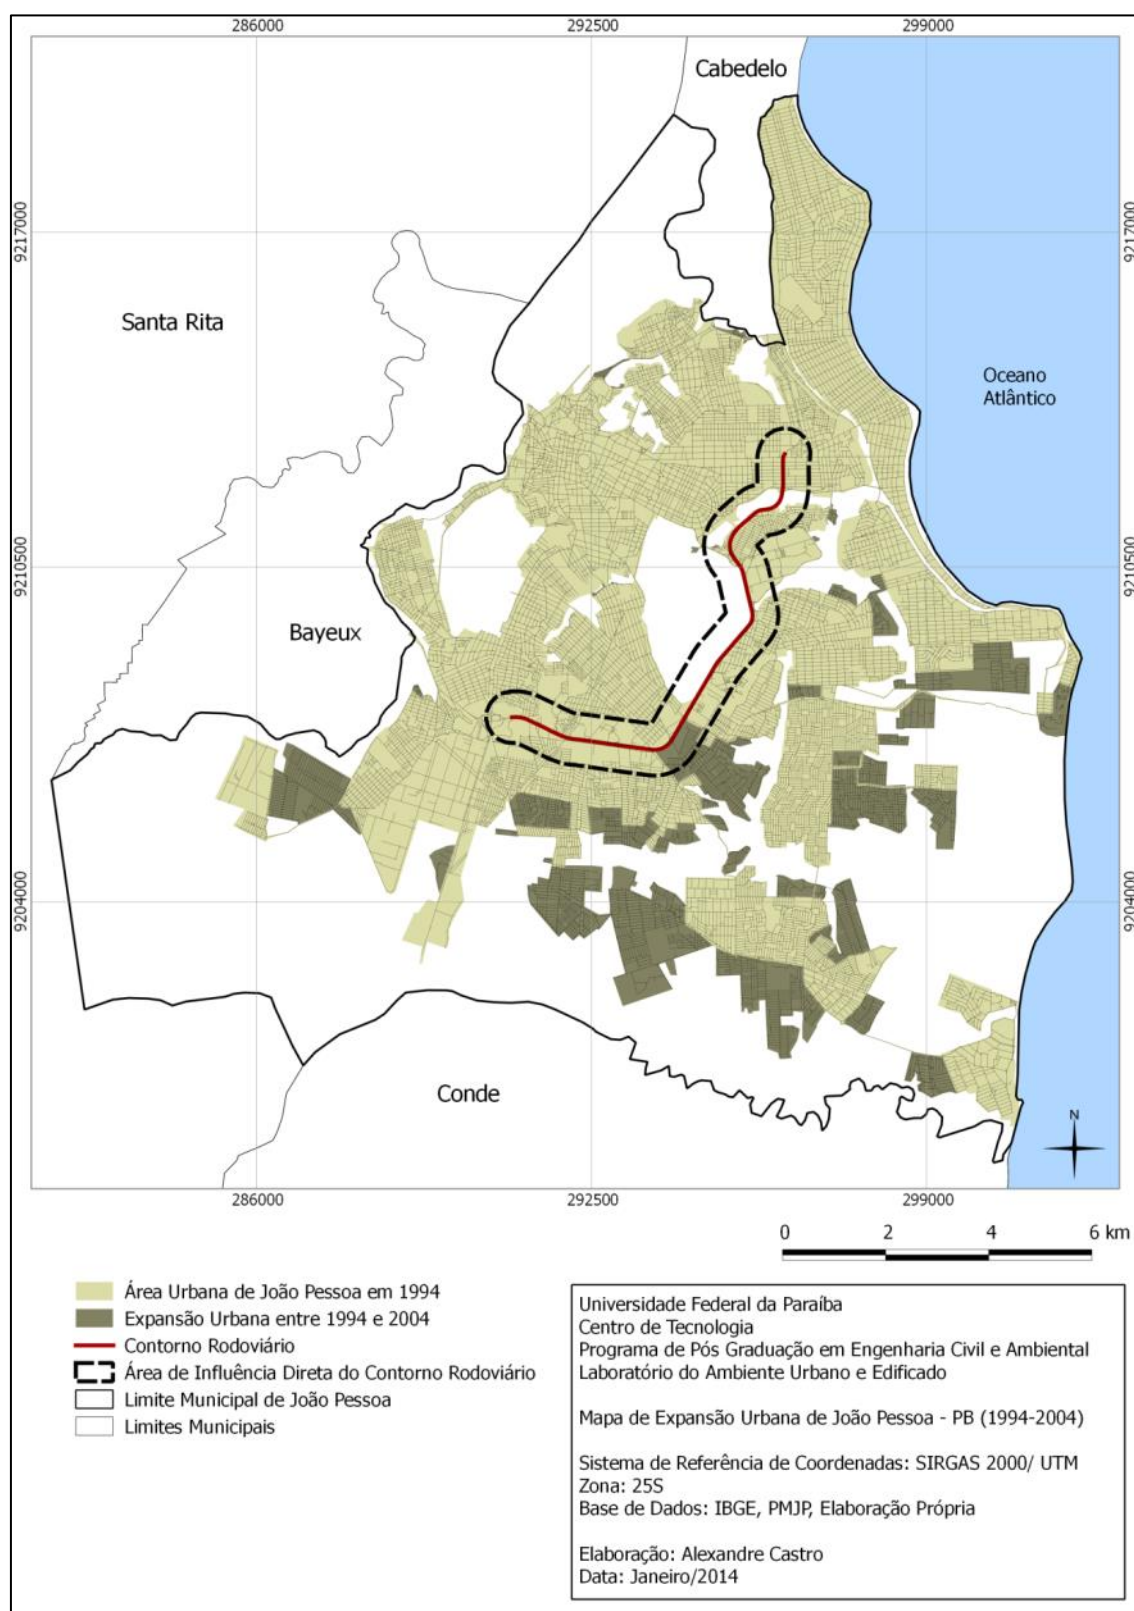 286000
292500
299000
Cabedelo
9217000
9217000
Santa Rita
Oceano
Atlântico
9210500
9210500
Bayeux
9204000
9204000
Conde
N
286000
292500
299000
0 2 4 6 km
Área Urbana de João Pessoa em 1994
Expansão Urbana entre 1994 e 2004
Contorno Rodoviário
Área de Influência Direta do Contorno Rodoviário
Limite Municipal de João Pessoa
Limites Municipais
Universidade Federal da Paraíba
Centro de Tecnologia
Programa de Pós Graduação em Engenharia Civil e Ambiental
Laboratório do Ambiente Urbano e Edificado
Mapa de Expansão Urbana de João Pessoa - PB (1994-2004)
Sistema de Referência de Coordenadas: SIRGAS 2000/ UTM
Zona: 25S
Base de Dados: IBGE, PMJP, Elaboração Própria
Elaboração: Alexandre Castro
Data: Janeiro/2014